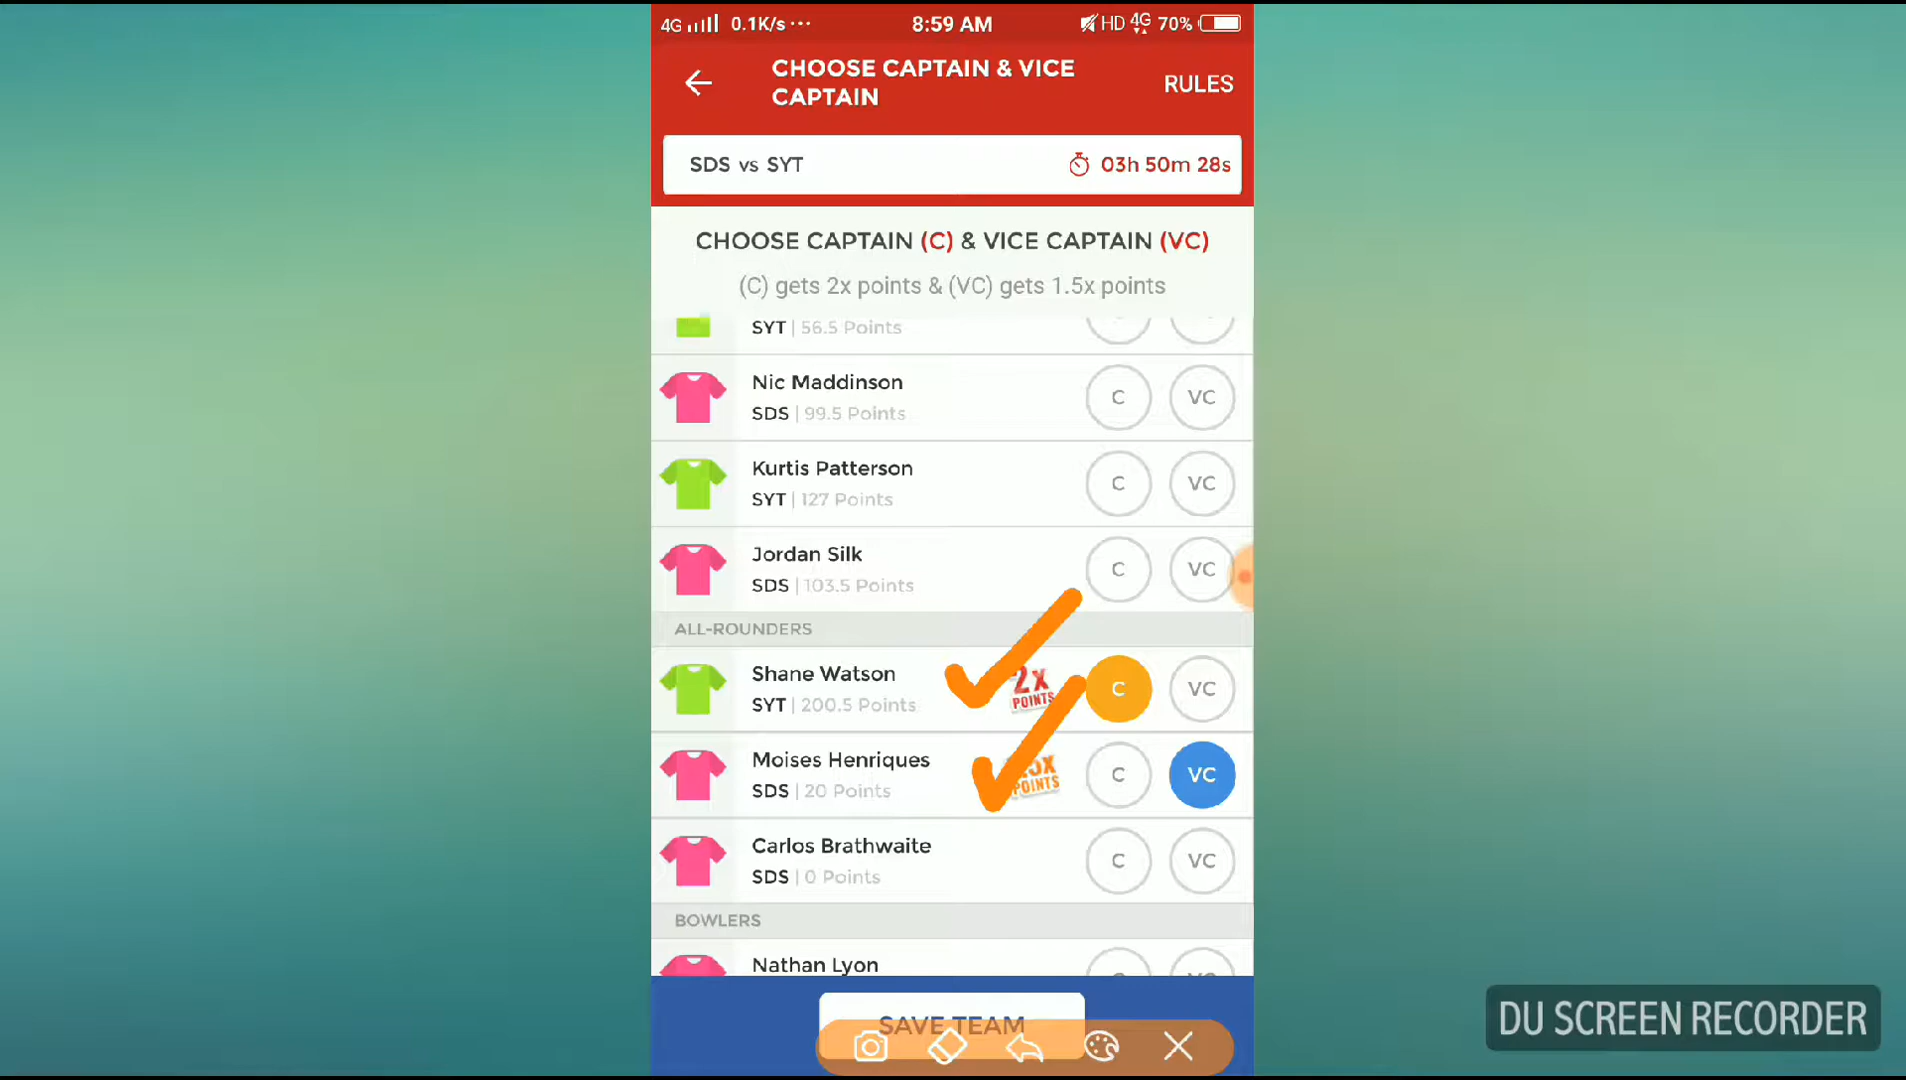 4G 0.1K/s ··· 8:59 AM HD 4G 70%
CHOOSE CAPTAIN & VICE
CAPTAIN
RULES
SDS vs SYT 03h 50m 28s
CHOOSE CAPTAIN (C) & VICE CAPTAIN (VC)
(C) gets 2x points & (VC) gets 1.5x points
SYT | 56.5 Points
Nic Maddinson
SDS | 99.5 Points
C VC
Kurtis Patterson
SYT | 127 Points
C VC
Jordan Silk
SDS | 103.5 Points
C VC
ALL-ROUNDERS
Shane Watson
SYT | 200.5 Points
2X
POINTS
C VC
Moises Henriques
SDS | 20 Points
POINTS
C VC
Carlos Brathwaite
SDS | 0 Points
C VC
BOWLERS
Nathan Lyon
SAVE TEAM
DU SCREEN RECORDER